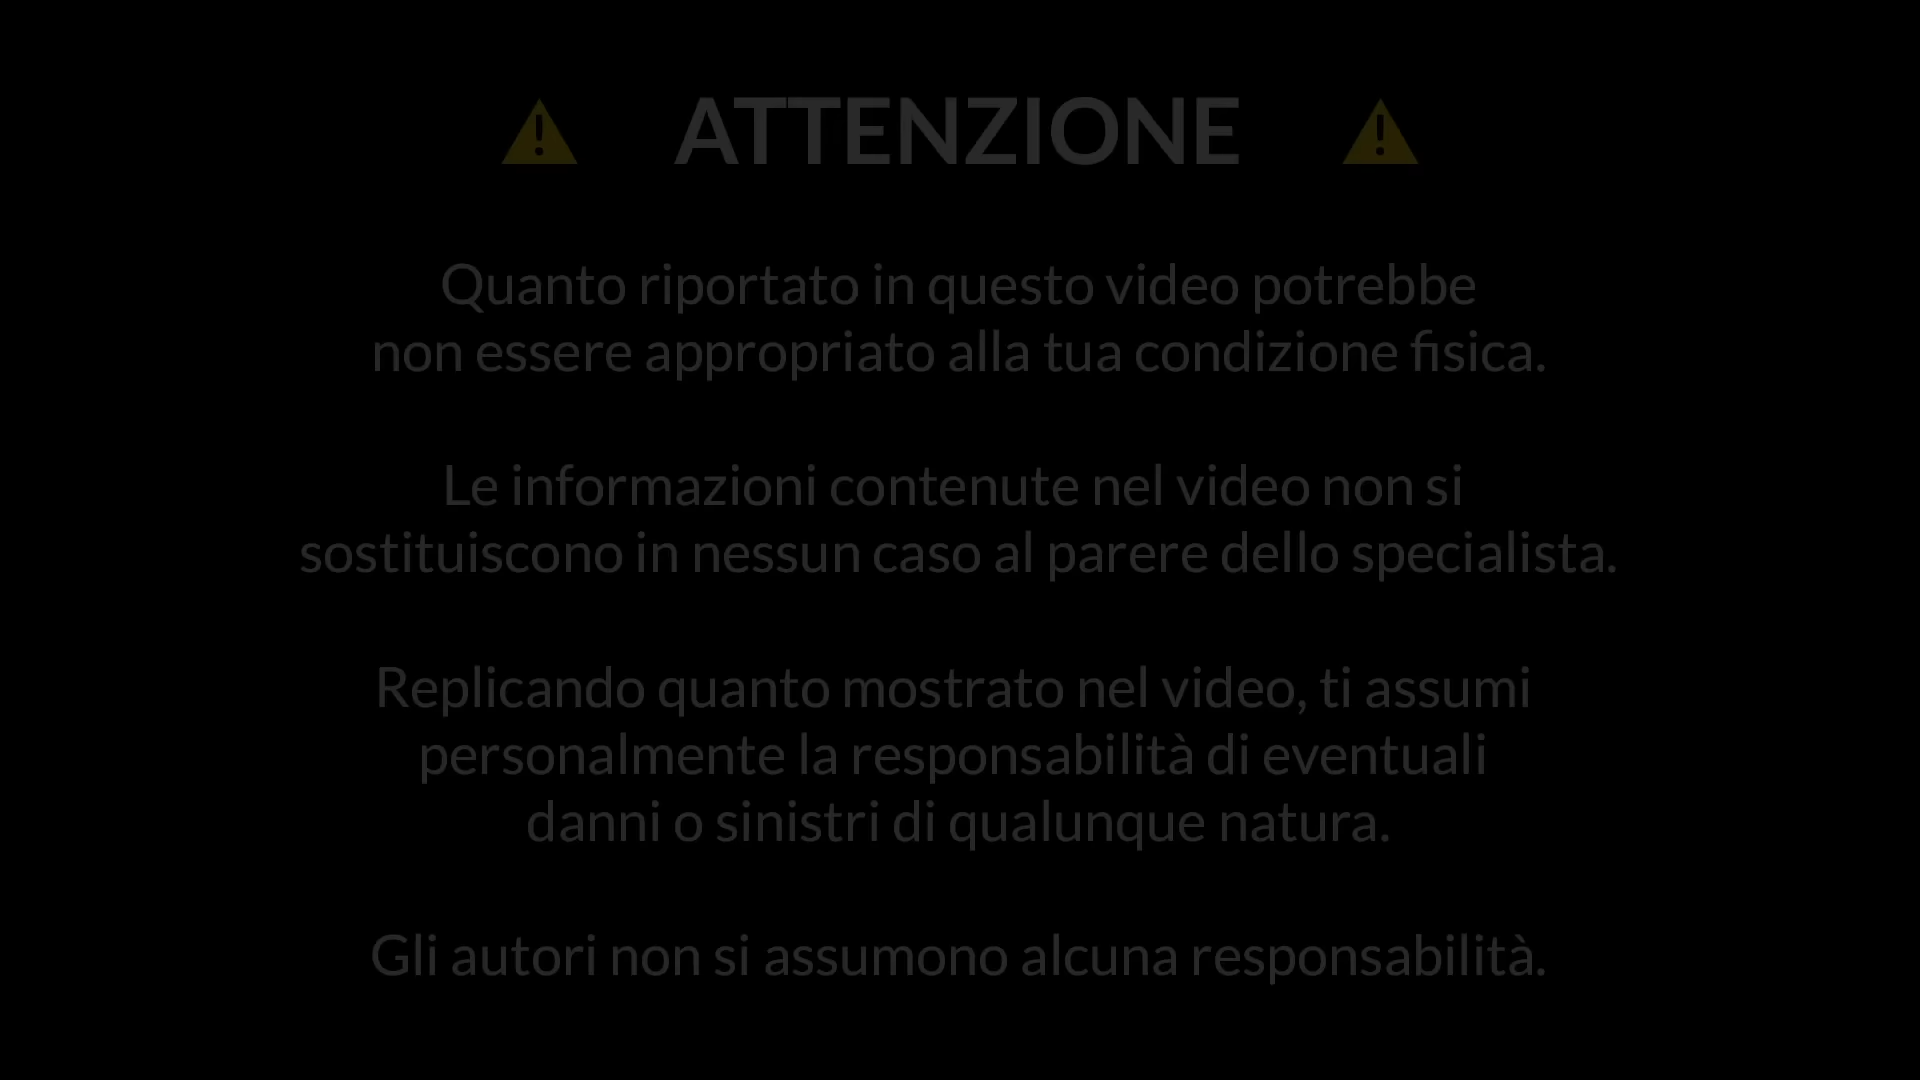 ATTENZIONE
Quanto riportato in questo video potrebbe
non essere appropriato alla tua condizione fisica.
Le informazioni contenute nel video non si
sostituiscono in nessun caso al parere dello specialista.
Replicando quanto mostrato nel video, ti assumi
personalmente la responsabilità di eventuali
danni o sinistri di qualunque natura.
Gli autori non si assumono alcuna responsabilità.